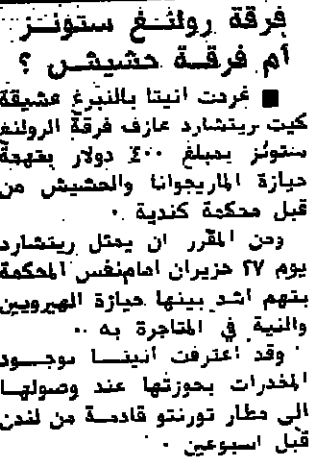 فرقة رولنغ ستونز
أم فرقة حشيش ؟
■ غرمت انيتا بالنبرغ عشيقة
كيت ريتشارد عازف فرقة الرولنغ
ستونز بمبلغ ٤٠٠ دولار بتهمة
حيازة الماريجوانا والحشيش من
قبل محكمة كندية .
ومن المقرر ان يمثل ريتشارد
يوم ٢٧ حزيران امام نفس المحكمة
بتهم اشد بينها حيازة الهيرويين
والنية في المتاجرة به ..
وقد اعترفت انيتا بوجود
المخدرات بحوزتها عند وصولها
الى مطار تورنتو قادمة من لندن
قبل اسبوعين .